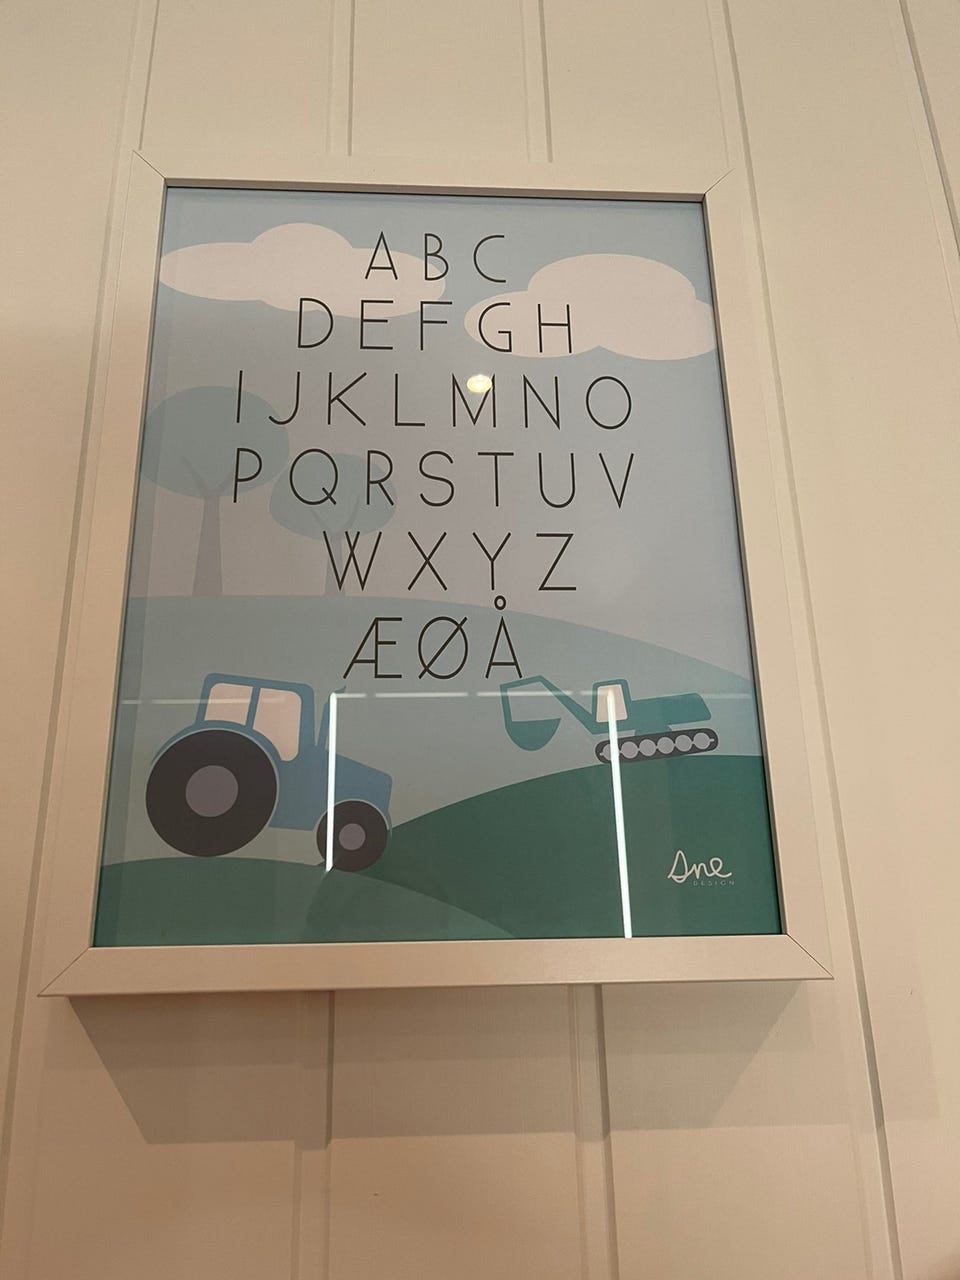 A B C
D E F G H
I J K L M N O
P Q R S T U V
W X Y Z
Æ Ø Å
Ane
DESIGN